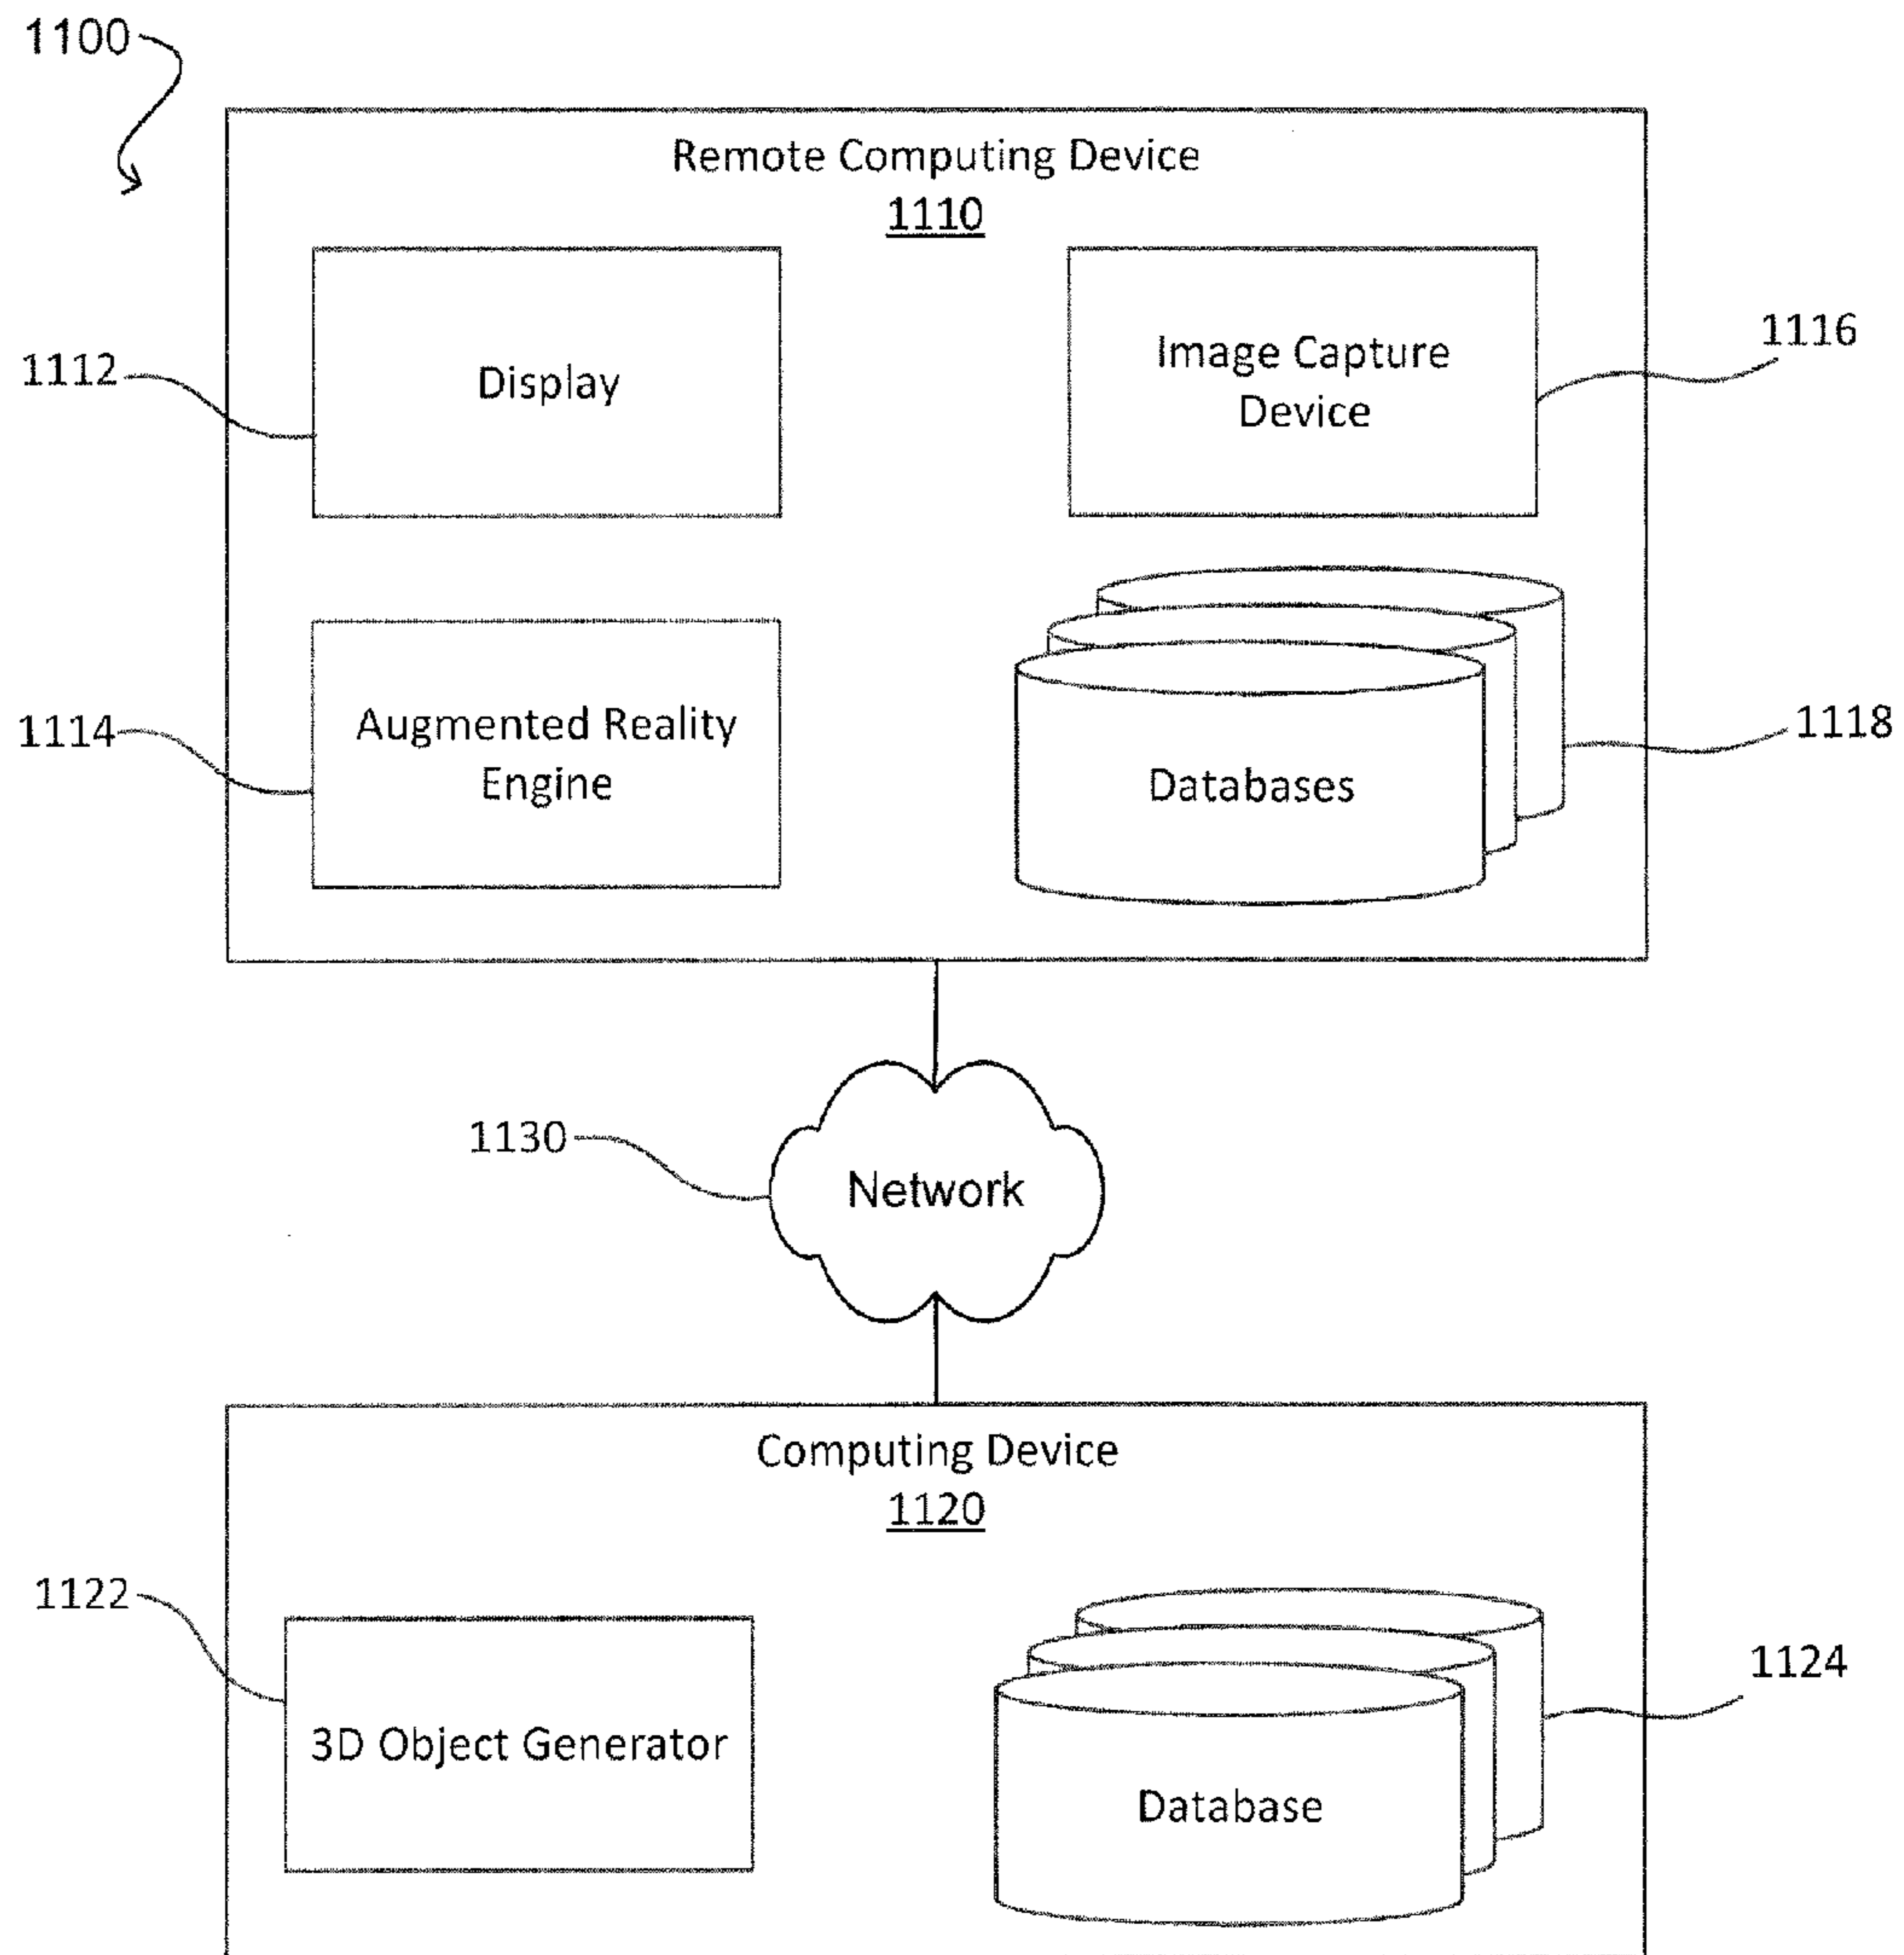 1100
Remote Computing Device
1110
1112
Display
Image Capture
Device
1116
1114
Augmented Reality
Engine
Databases
1118
1130
Network
Computing Device
1120
1122
3D Object Generator
Database
1124